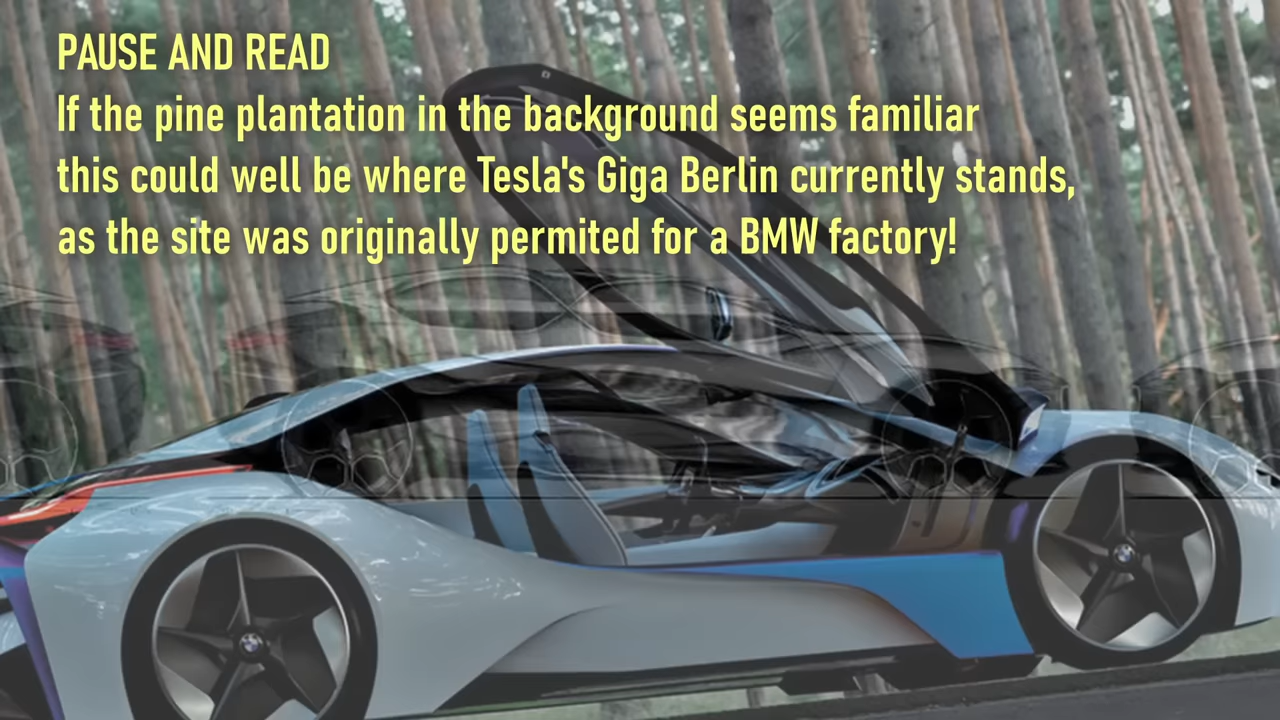 PAUSE AND READ
If the pine plantation in the background seems familiar
this could well be where Tesla's Giga Berlin currently stands,
as the site was originally permited for a BMW factory!